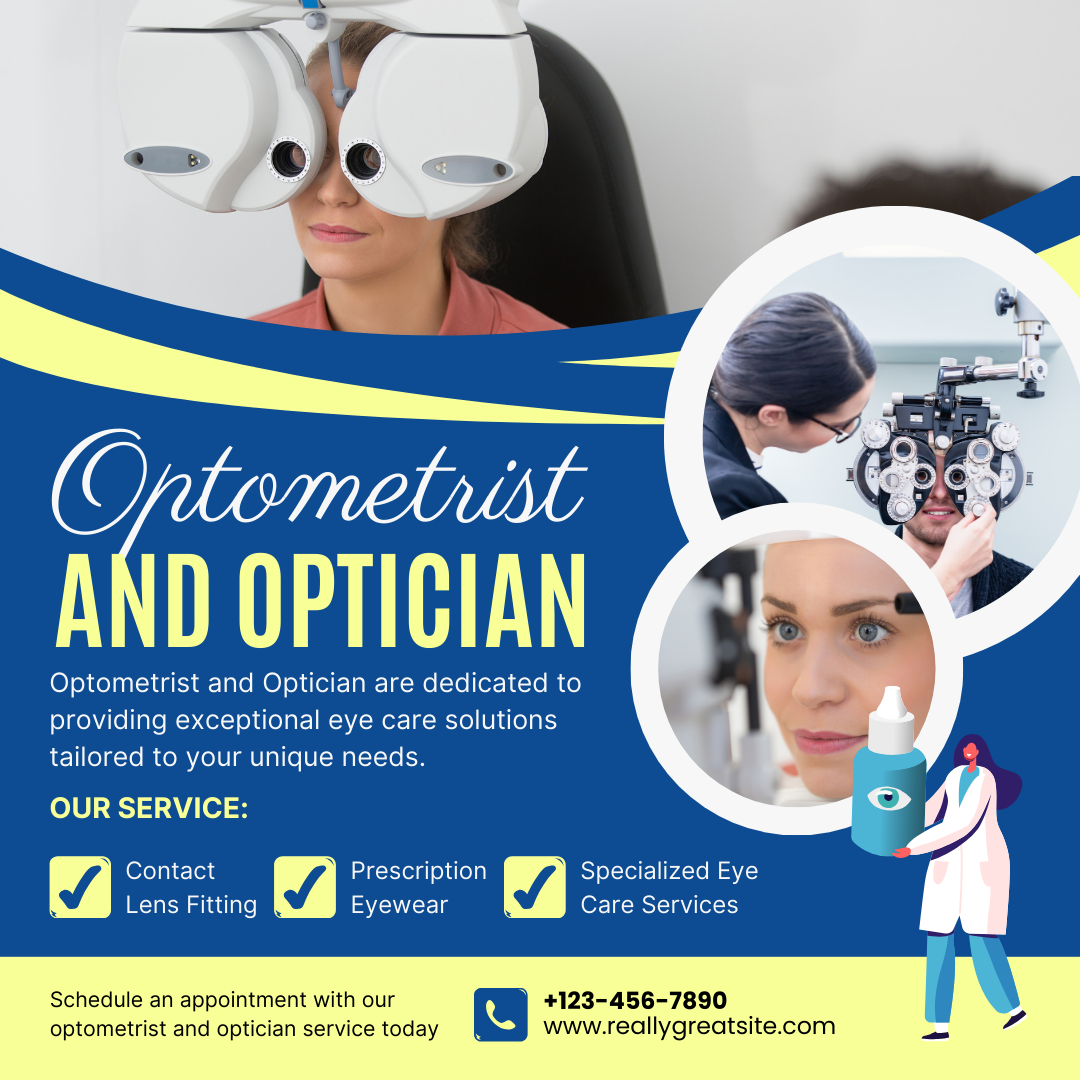 Optometrist
AND OPTICIAN
Optometrist and Optician are dedicated to
providing exceptional eye care solutions
tailored to your unique needs.
OUR SERVICE:
Contact
Lens Fitting
Prescription
Eyewear
Specialized Eye
Care Services
Schedule an appointment with our
optometrist and optician service today
+123-456-7890
www.reallygreatsite.com